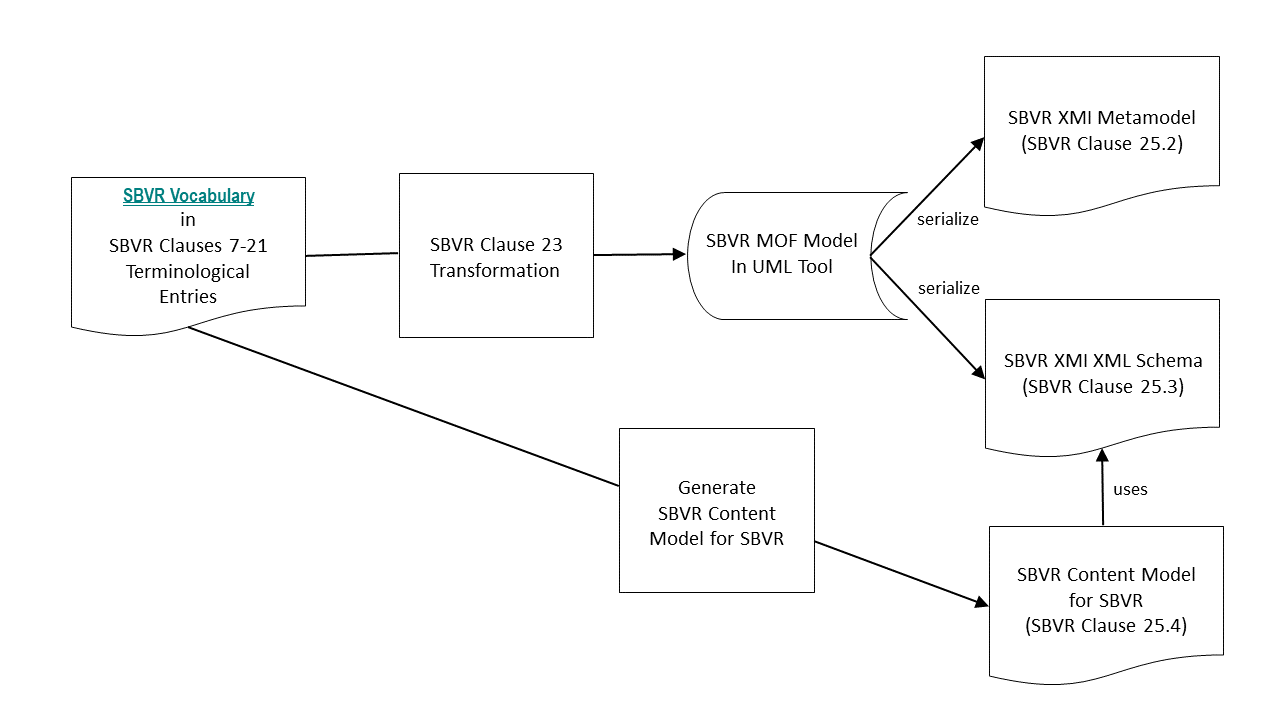 SBVR Vocabulary
in
SBVR Clauses 7-21
Terminological
Entries
SBVR Clause 23
Transformation
SBVR MOF Model
In UML Tool
serialize
serialize
SBVR XMI Metamodel
(SBVR Clause 25.2)
SBVR XMI XML Schema
(SBVR Clause 25.3)
uses
Generate
SBVR Content
Model for SBVR
SBVR Content Model
for SBVR
(SBVR Clause 25.4)